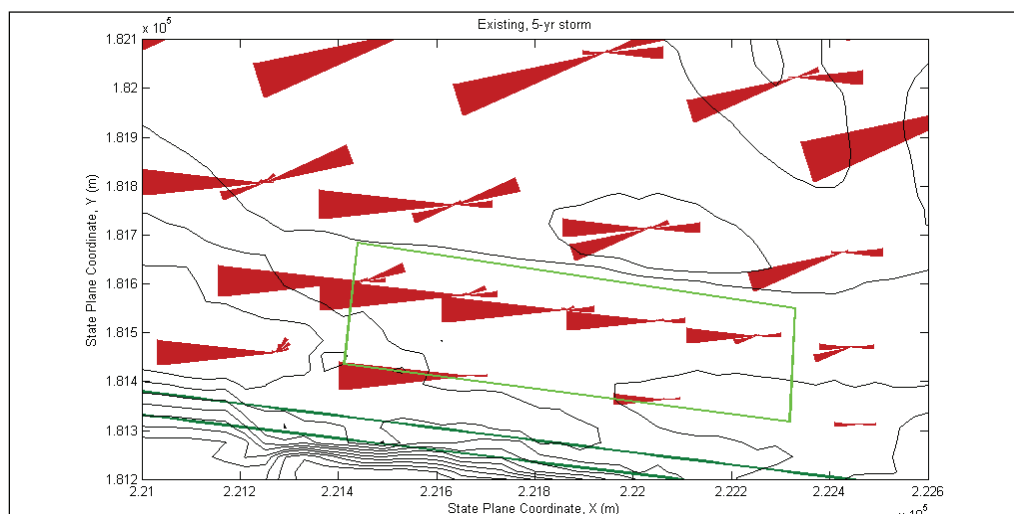 Existing, 5-yr storm
x 10⁵
1.821
1.82
1.819
1.818
1.817
1.816
1.815
1.814
1.813
1.812
State Plane Coordinate, Y (m)
2.21 2.212 2.214 2.216 2.218 2.22 2.222 2.224 2.226
State Plane Coordinate, X (m)
x 10⁵